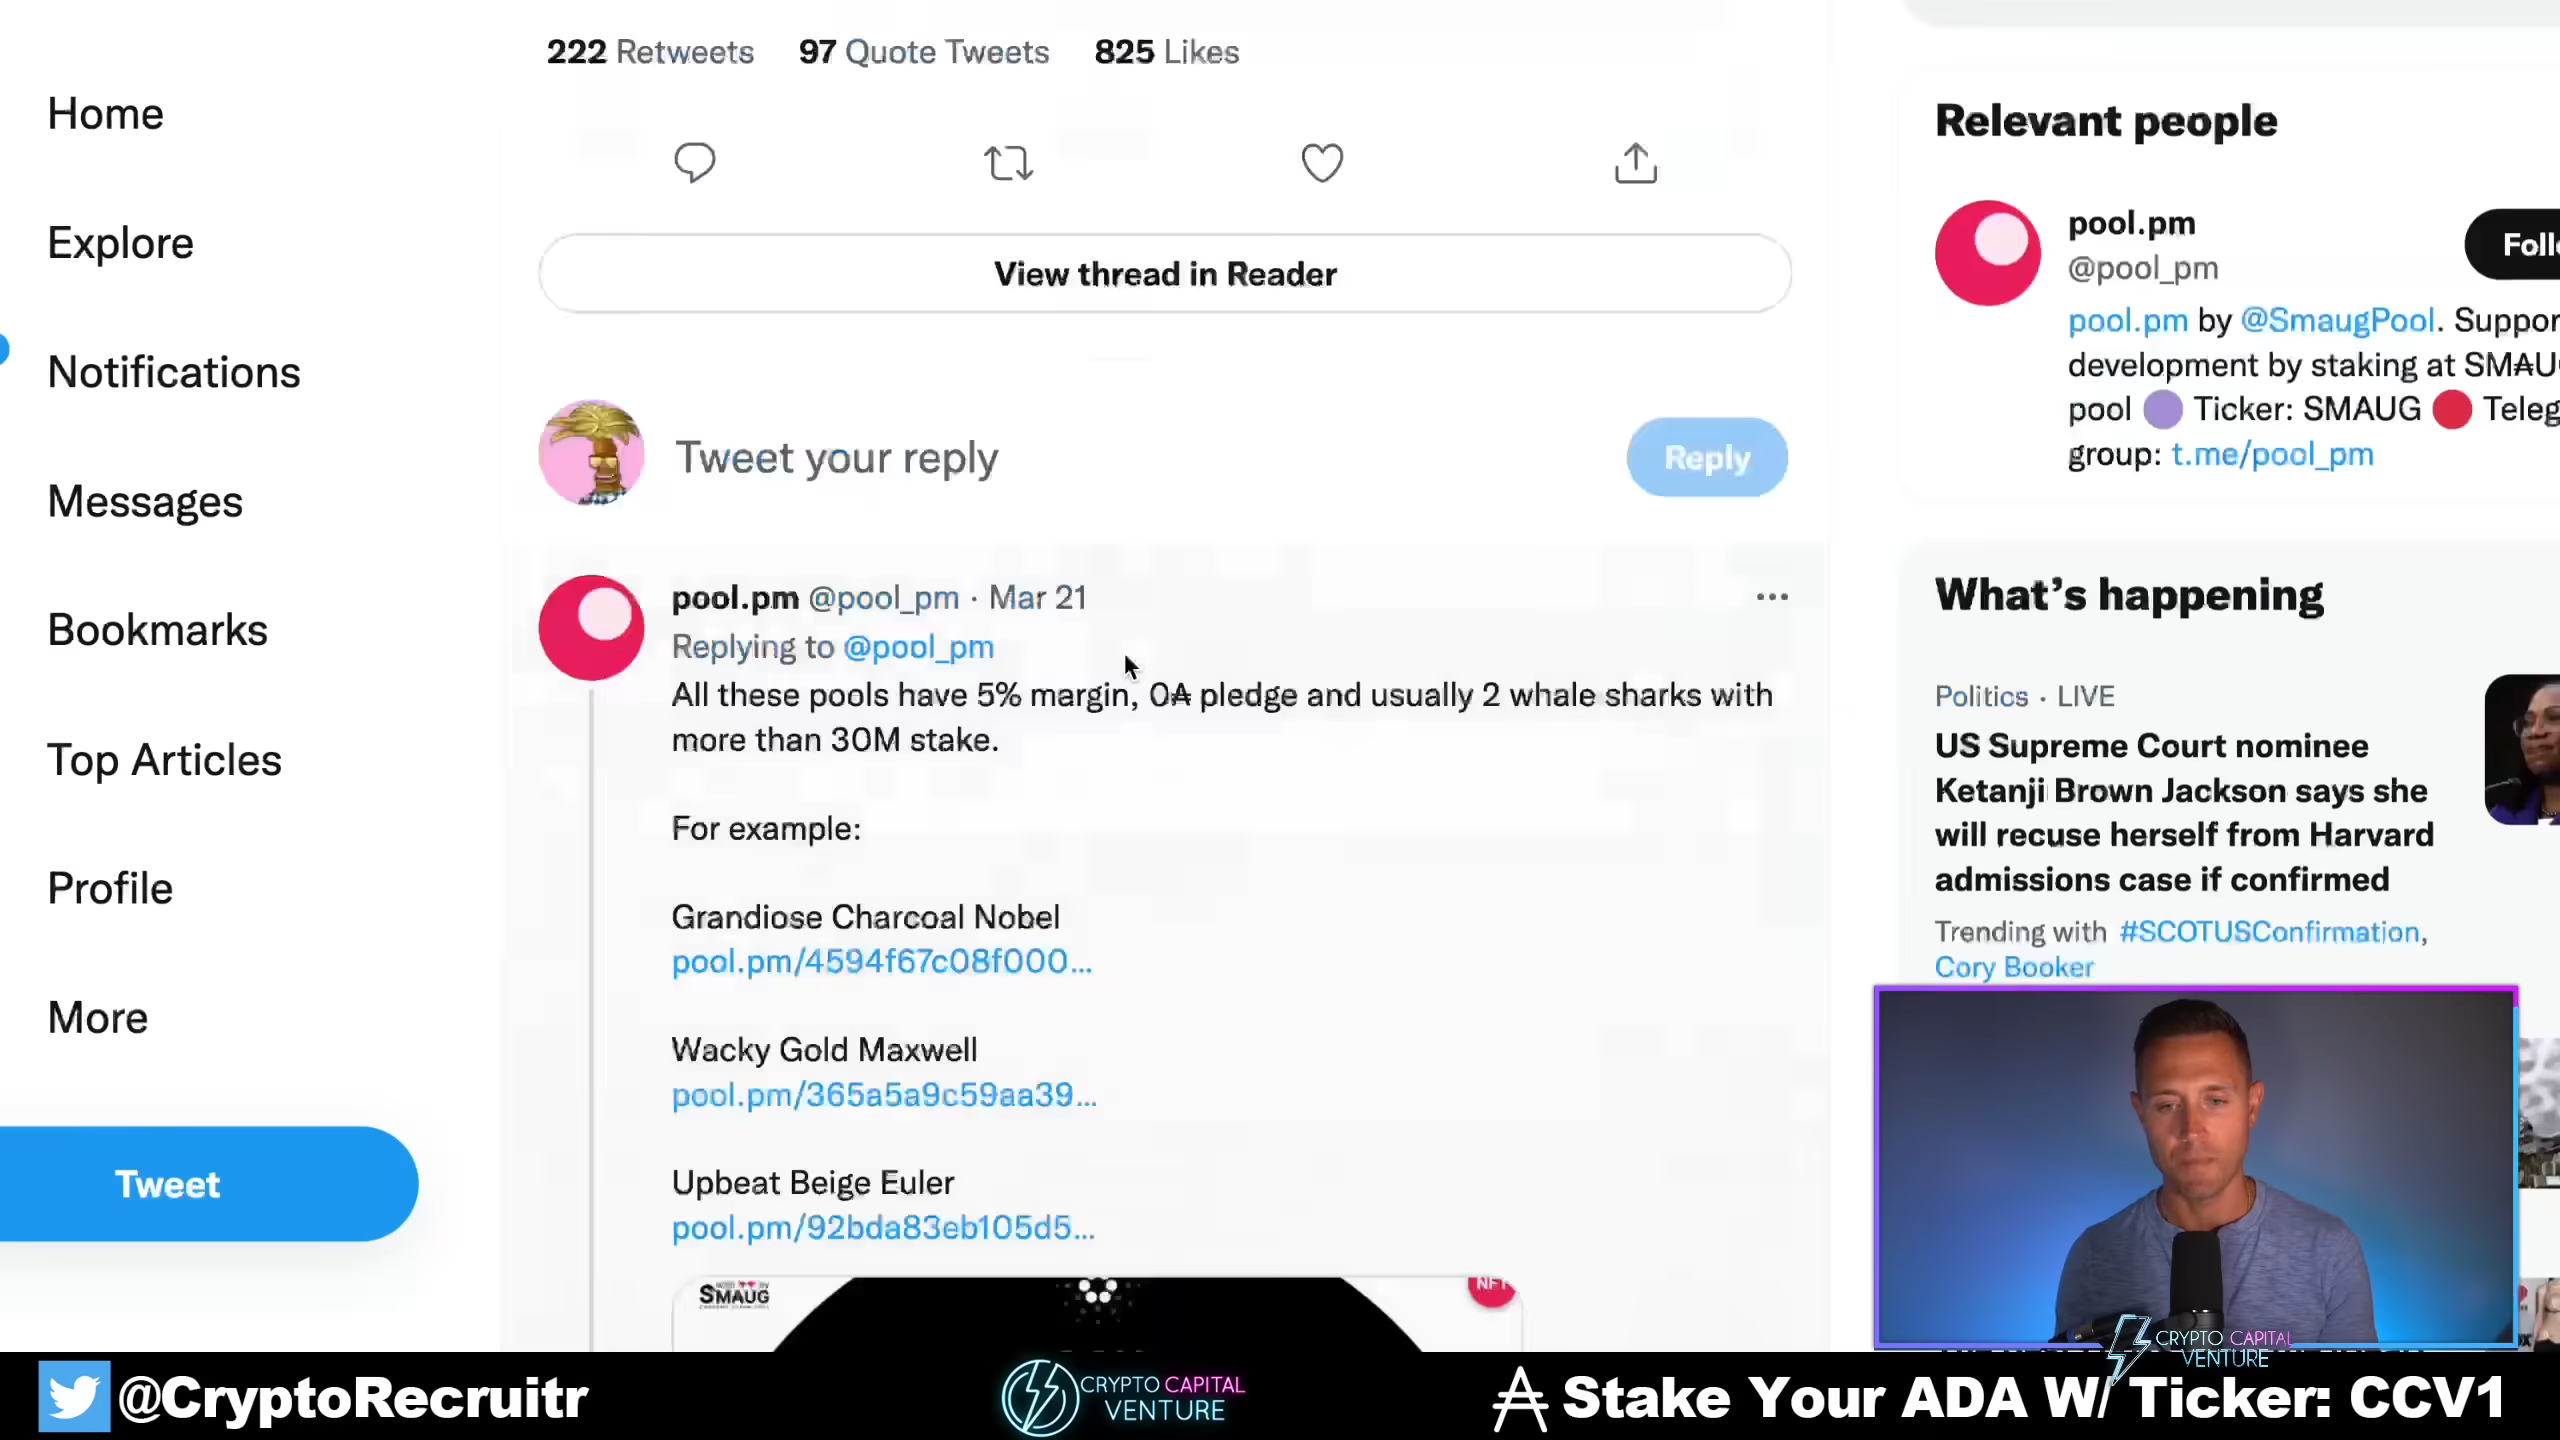 222 Retweets 97 Quote Tweets 825 Likes
Home
Explore
Notifications
Messages
Bookmarks
Top Articles
Profile
More
Tweet
View thread in Reader
Tweet your reply
Reply
pool.pm @pool_pm · Mar 21
Replying to @pool_pm
All these pools have 5% margin, 0₳ pledge and usually 2 whale sharks with
more than 30M stake.
For example:
Grandiose Charcoal Nobel
pool.pm/4594f67c08f000...
Wacky Gold Maxwell
pool.pm/365a5a9c59aa39...
Upbeat Beige Euler
pool.pm/92bda83eb105d5...
SMAUG
NFT
Relevant people
pool.pm
@pool_pm
Foll
pool.pm by @SmaugPool. Suppor
development by staking at SM₳U
pool 🟣 Ticker: SMAUG 🔴 Teleg
group: t.me/pool_pm
What's happening
Politics · LIVE
US Supreme Court nominee
Ketanji Brown Jackson says she
will recuse herself from Harvard
admissions case if confirmed
Trending with #SCOTUSConfirmation,
Cory Booker
CRYPTO CAPITAL
VENTURE
@CryptoRecruitr
CRYPTO CAPITAL
VENTURE
₳ Stake Your ADA W/ Ticker: CCV1